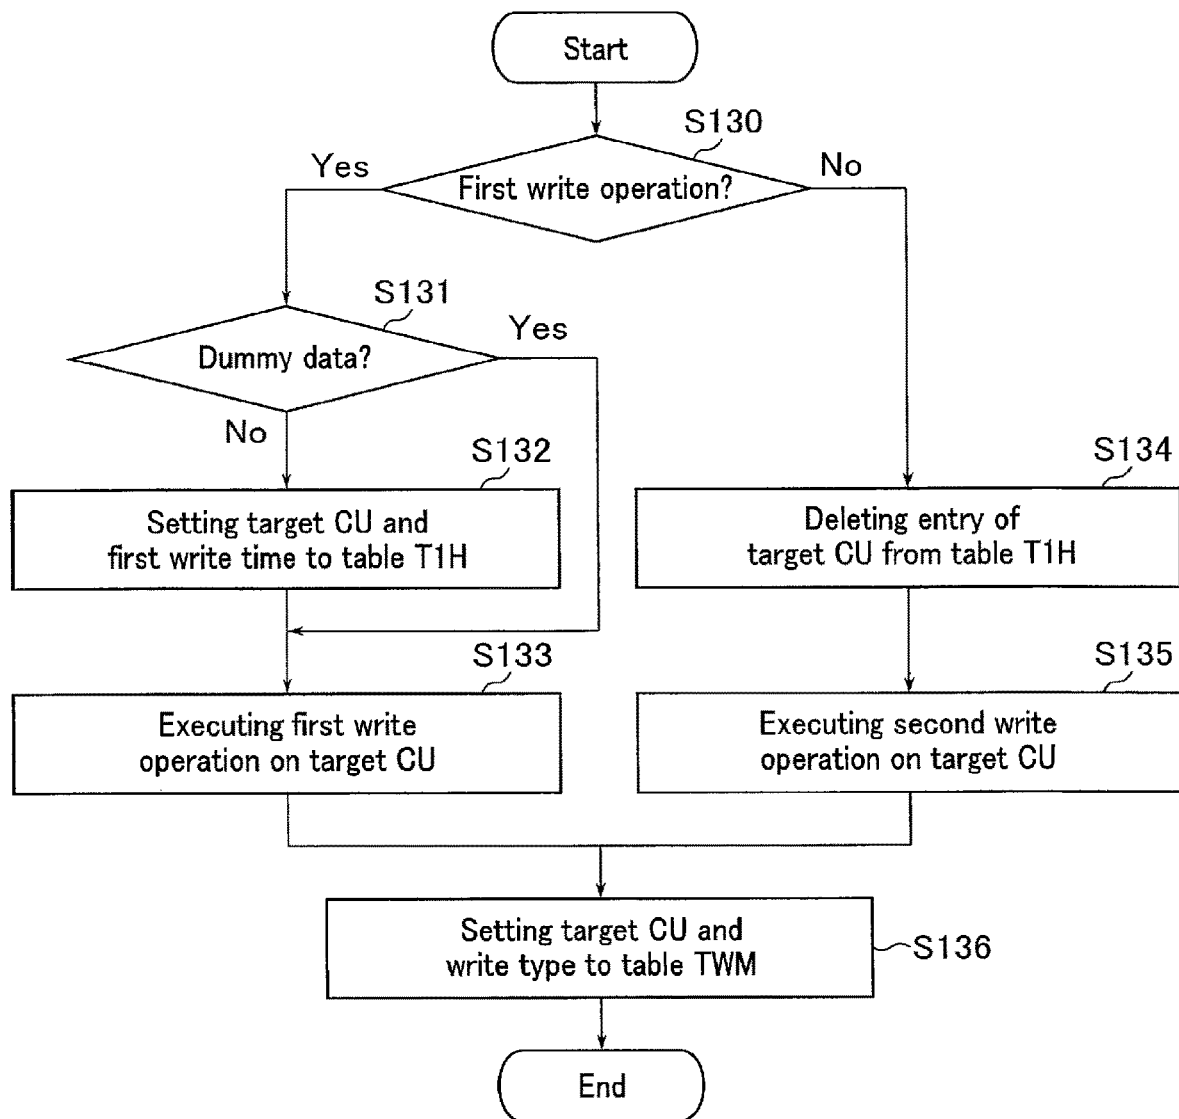 Start
S130
Yes
No
First write operation?
S131
Yes
Dummy data?
No
S132
S134
Setting target CU and
first write time to table T1H
Deleting entry of
target CU from table T1H
S133
S135
Executing first write
operation on target CU
Executing second write
operation on target CU
Setting target CU and
write type to table TWM
S136
End